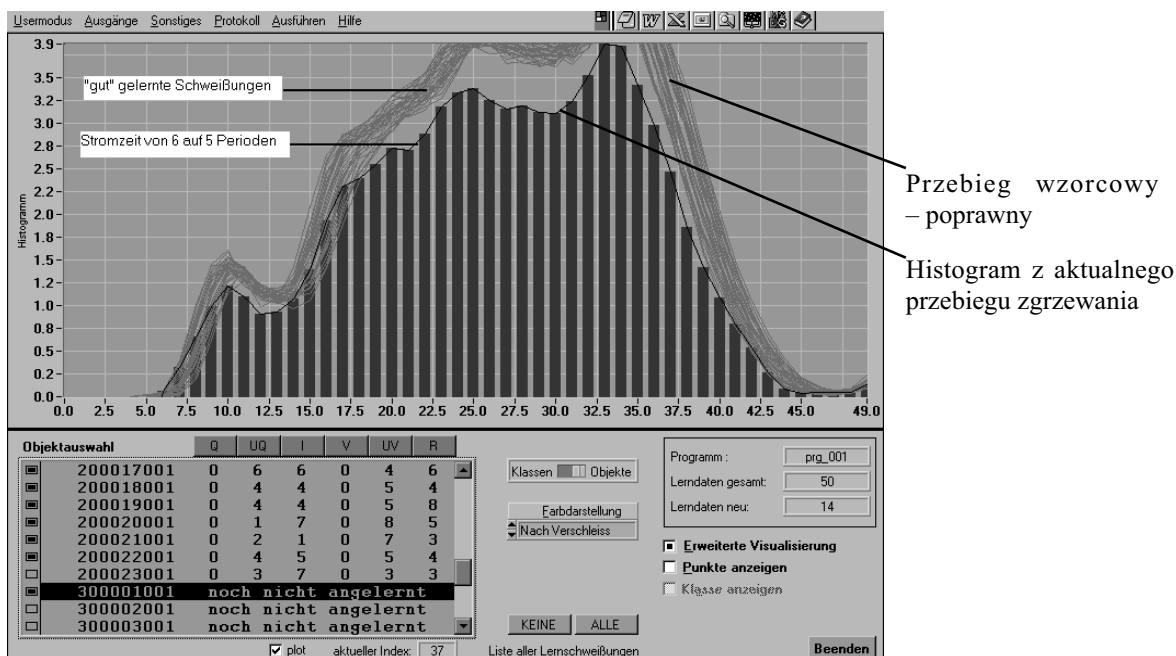 Usermodus Ausgänge Sonstiges Protokoll Ausführen Hilfe
3.9
3.5
3.2
3.0
2.8
2.5
2.2
2.0
1.8
1.5
1.2
1.0
0.8
0.5
0.2
0.0
Histogramm
"gut" gelernte Schweißungen
Stromzeit von 6 auf 5 Perioden
0.0 2.5 5.0 7.5 10.0 12.5 15.0 17.5 20.0 22.5 25.0 27.5 30.0 32.5 35.0 37.5 40.0 42.5 45.0 49.0
Przebieg wzorcowy
– poprawny
Histogram z aktualnego
przebiegu zgrzewania
Objektauswahl Q UQ I V UV R
200017001 0 6 6 0 4 6
200018001 0 4 4 0 5 4
200019001 0 4 4 0 5 8
200020001 0 1 7 0 8 5
200021001 0 2 1 0 7 3
200022001 0 4 5 0 5 4
200023001 0 3 7 0 3 3
300001001 noch nicht angelernt
300002001 noch nicht angelernt
300003001 noch nicht angelernt
plot aktueller Index: 37
Klassen Objekte
Farbdarstellung
Nach Verschleiss
KEINE ALLE
Liste aller Lernschweißungen
Programm : prg_001
Lerndaten gesamt: 50
Lerndaten neu: 14
Erweiterte Visualisierung
Punkte anzeigen
Klasse anzeigen
Beenden